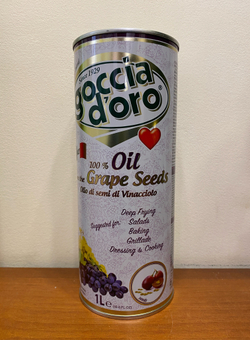 Since 1929
goccia
d'oro®
100% Oil
Grape Seeds
Olio di semi di Vinacciolo
Deep Frying
Suggested for: Salads
Baking
Grillade
Dressing & Cooking
1L e